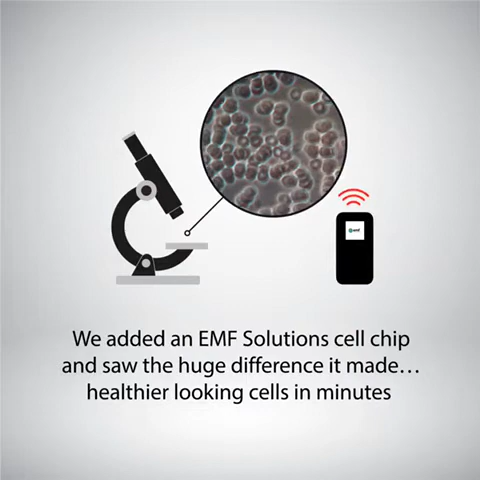 emf
We added an EMF Solutions cell chip
and saw the huge difference it made...
healthier looking cells in minutes